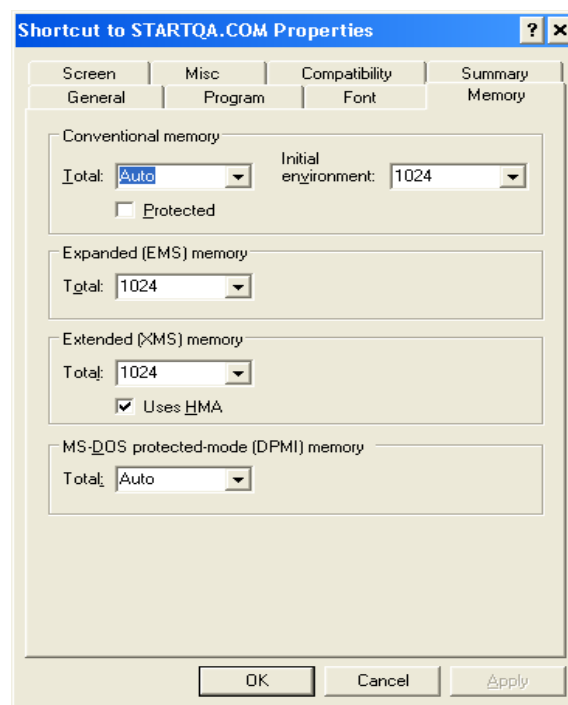 Shortcut to STARTQA.COM Properties
Screen Misc Compatibility Summary
General Program Font Memory
Conventional memory
Total: Auto Initial environment: 1024
Protected
Expanded (EMS) memory
Total: 1024
Extended (XMS) memory
Total: 1024
Uses HMA
MS-DOS protected-mode (DPMI) memory
Total: Auto
OK Cancel Apply